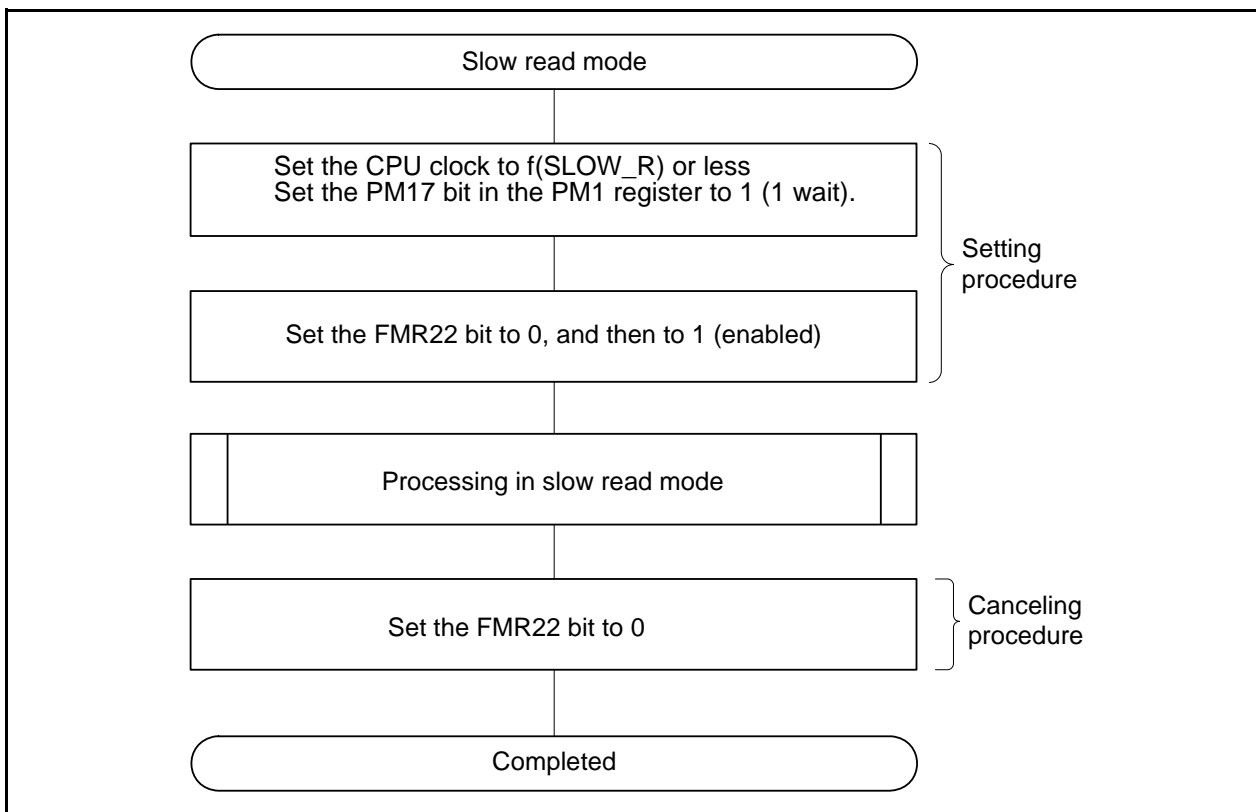 Slow read mode
Set the CPU clock to f(SLOW_R) or less
Set the PM17 bit in the PM1 register to 1 (1 wait).
Setting
procedure
Set the FMR22 bit to 0, and then to 1 (enabled)
Processing in slow read mode
Set the FMR22 bit to 0
Canceling
procedure
Completed